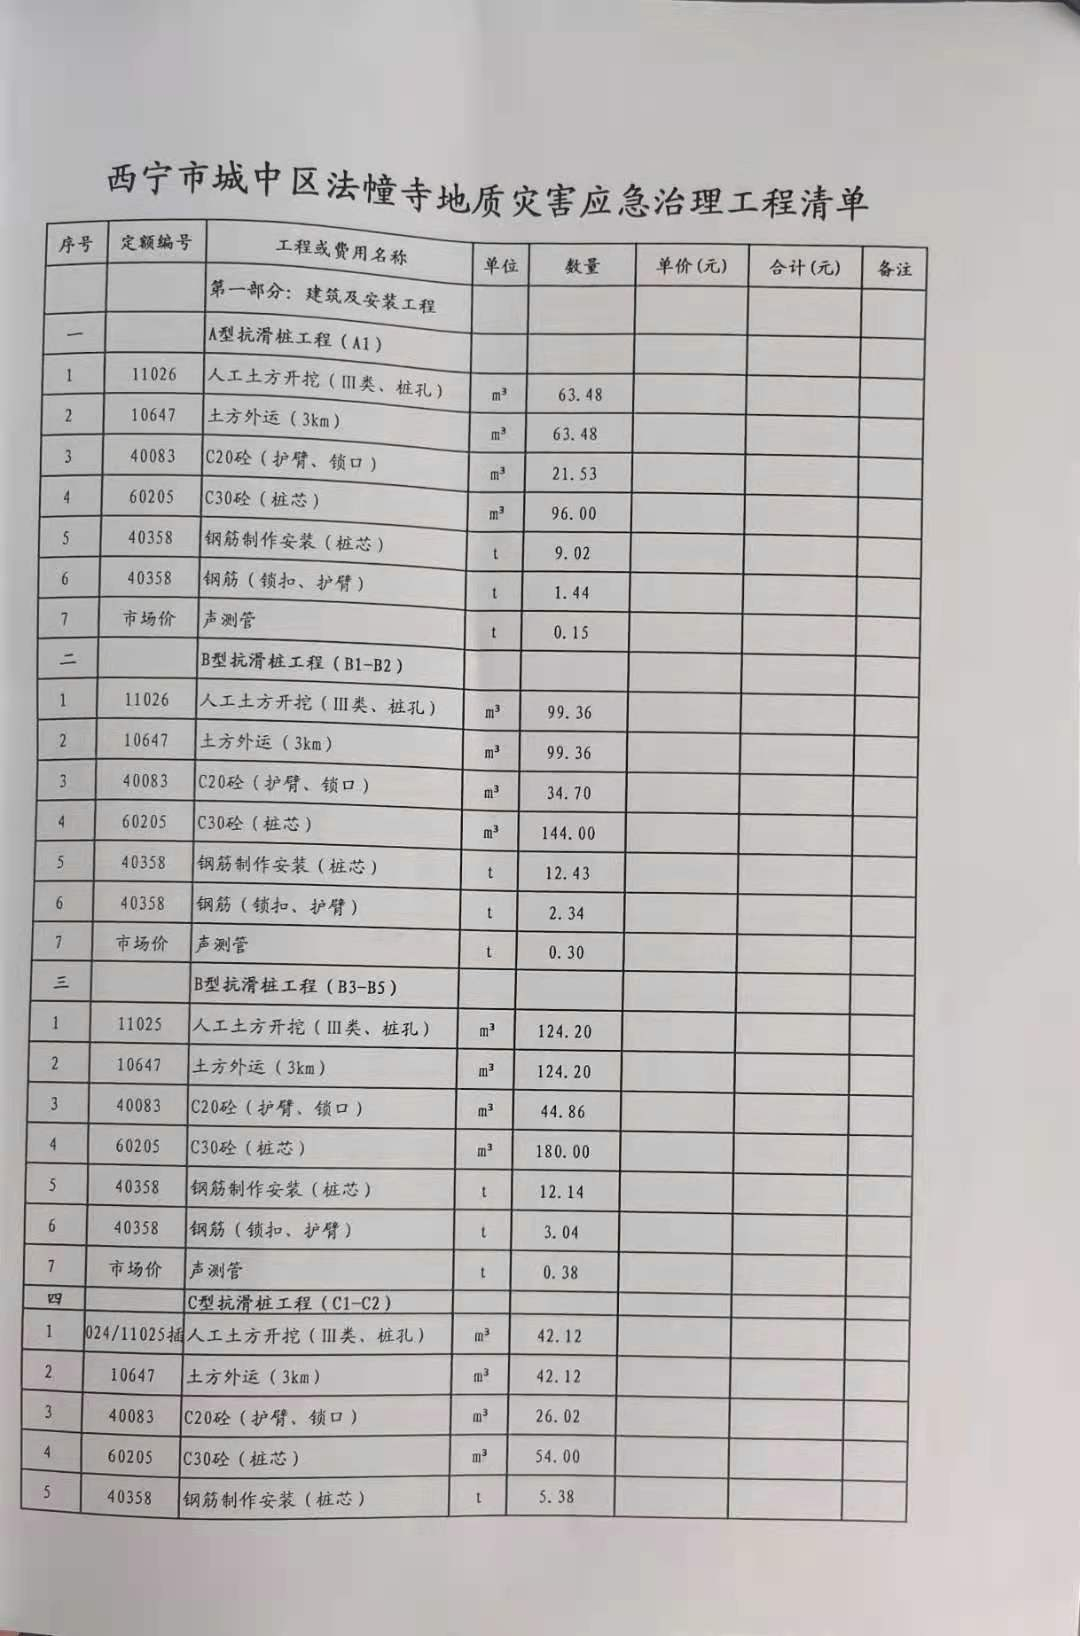 西宁市城中区法幢寺地质灾害应急治理工程清单
序号 定额编号 工程或费用名称 单位 数量 单价(元) 合计(元) 备注
第一部分：建筑及安装工程
一 A型抗滑桩工程(A1)
1 11026 人工土方开挖(Ⅲ类、桩孔) m³ 63.48
2 10647 土方外运(3km) m³ 63.48
3 40083 C20砼(护臂、锁口) m³ 21.53
4 60205 C30砼(桩芯) m³ 96.00
5 40358 钢筋制作安装(桩芯) t 9.02
6 40358 钢筋(锁扣、护臂) t 1.44
7 市场价 声测管 t 0.15
二 B型抗滑桩工程(B1-B2)
1 11026 人工土方开挖(Ⅲ类、桩孔) m³ 99.36
2 10647 土方外运(3km) m³ 99.36
3 40083 C20砼(护臂、锁口) m³ 34.70
4 60205 C30砼(桩芯) m³ 144.00
5 40358 钢筋制作安装(桩芯) t 12.43
6 40358 钢筋(锁扣、护臂) t 2.34
7 市场价 声测管 t 0.30
三 B型抗滑桩工程(B3-B5)
1 11025 人工土方开挖(Ⅲ类、桩孔) m³ 124.20
2 10647 土方外运(3km) m³ 124.20
3 40083 C20砼(护臂、锁口) m³ 44.86
4 60205 C30砼(桩芯) m³ 180.00
5 40358 钢筋制作安装(桩芯) t 12.14
6 40358 钢筋(锁扣、护臂) t 3.04
7 市场价 声测管 t 0.38
四 C型抗滑桩工程(C1-C2)
1 024/11025插 人工土方开挖(Ⅲ类、桩孔) m³ 42.12
2 10647 土方外运(3km) m³ 42.12
3 40083 C20砼(护臂、锁口) m³ 26.02
4 60205 C30砼(桩芯) m³ 54.00
5 40358 钢筋制作安装(桩芯) t 5.38